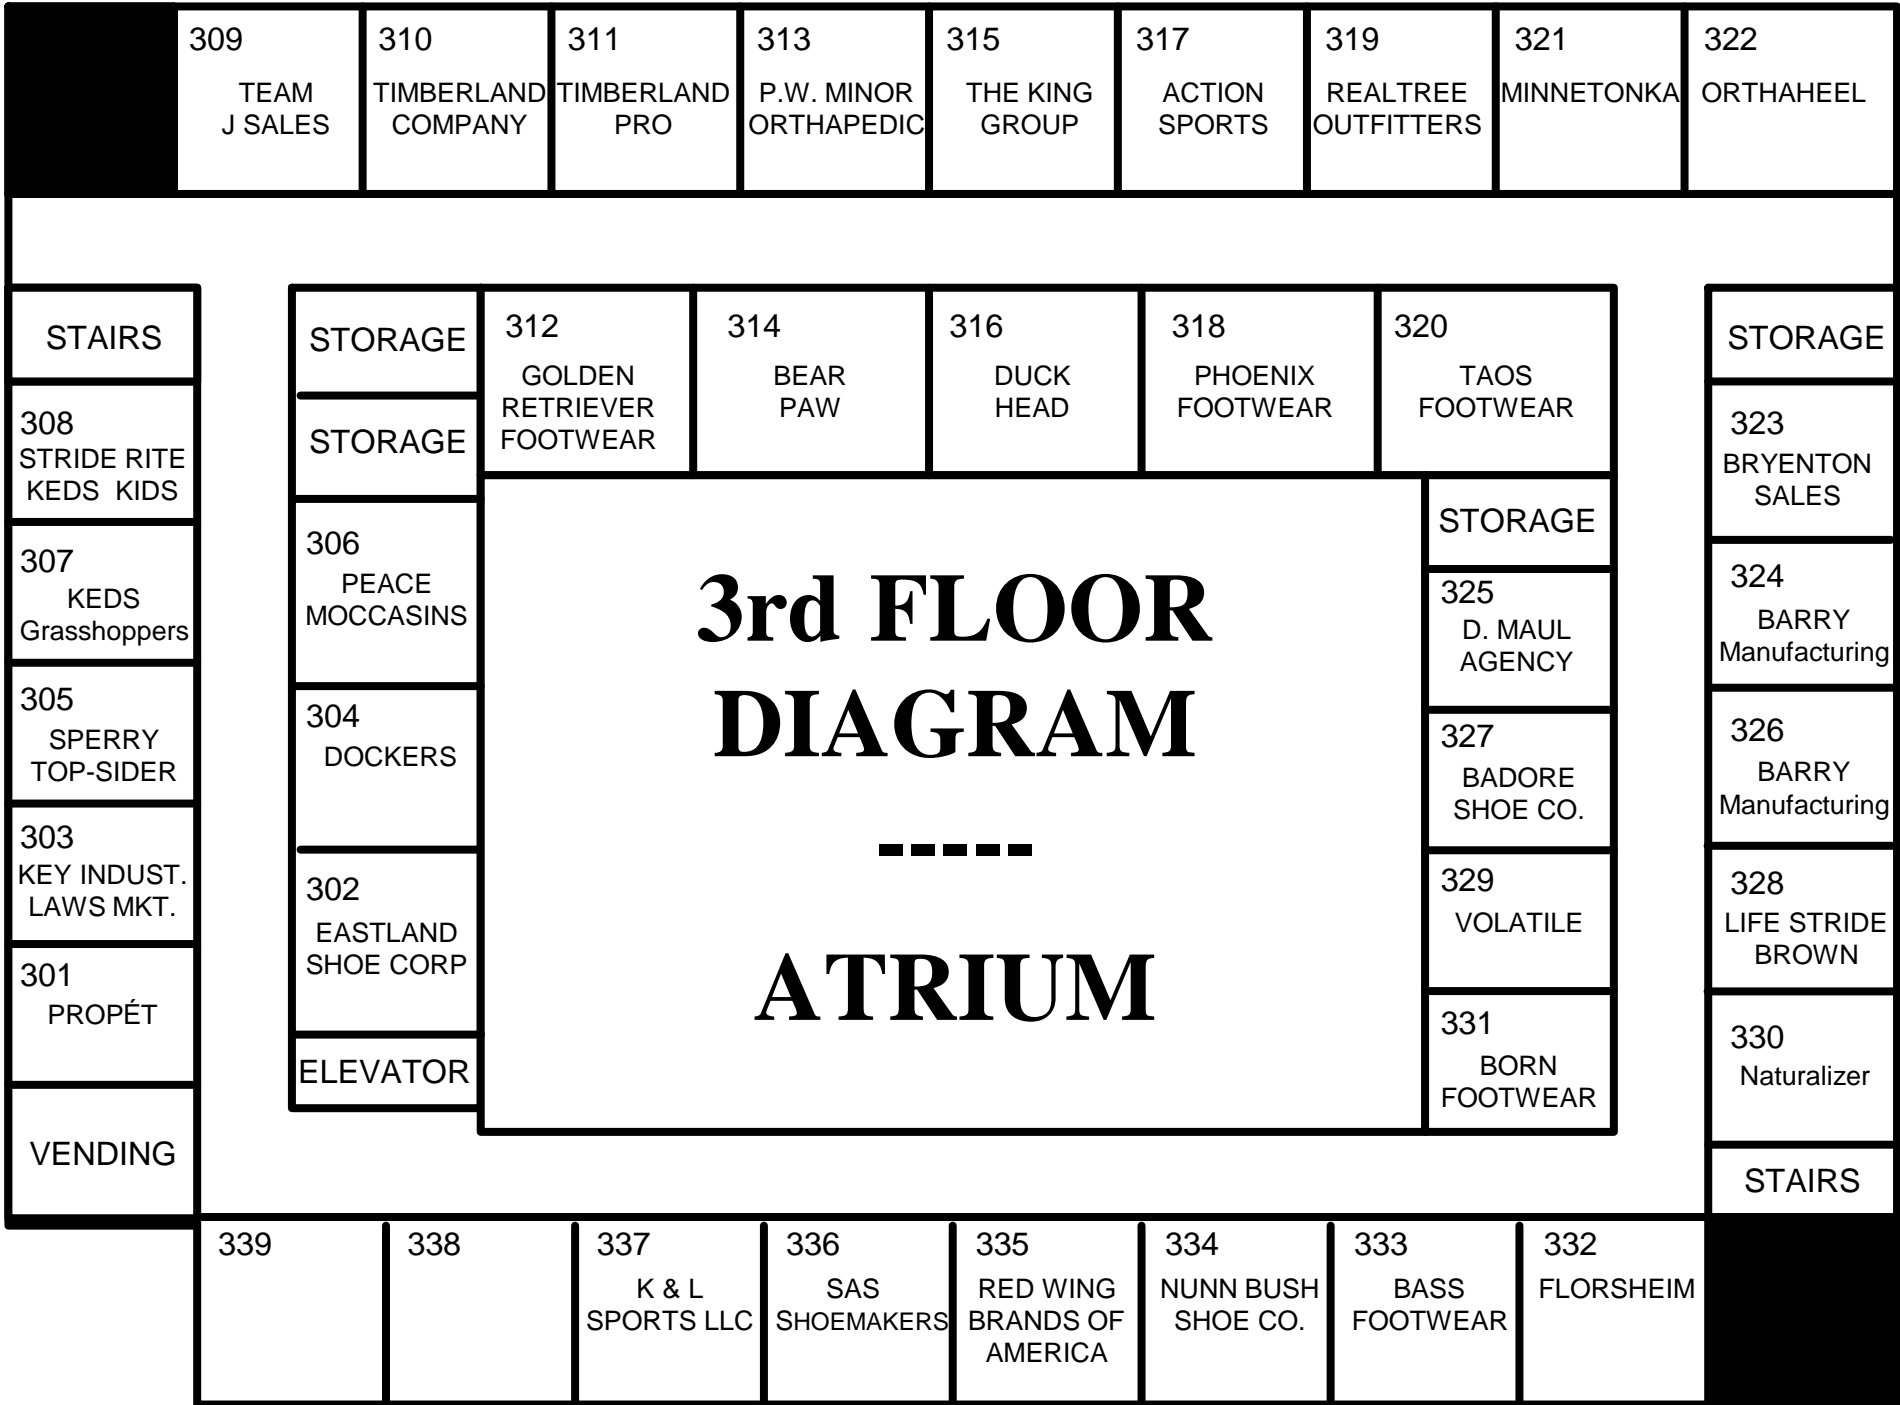 309
TEAM
J SALES
310
TIMBERLAND
COMPANY
311
TIMBERLAND
PRO
313
P.W. MINOR
ORTHAPEDIC
315
THE KING
GROUP
317
ACTION
SPORTS
319
REALTREE
OUTFITTERS
321
MINNETONKA
322
ORTHAHEEL
STAIRS
308
STRIDE RITE
KEDS KIDS
307
KEDS
Grasshoppers
305
SPERRY
TOP-SIDER
303
KEY INDUST.
LAWS MKT.
301
PROPÉT
VENDING
STORAGE
STORAGE
306
PEACE
MOCCASINS
304
DOCKERS
302
EASTLAND
SHOE CORP
ELEVATOR
312
GOLDEN
RETRIEVER
FOOTWEAR
314
BEAR
PAW
316
DUCK
HEAD
318
PHOENIX
FOOTWEAR
320
TAOS
FOOTWEAR
3rd FLOOR
DIAGRAM
-----
ATRIUM
STORAGE
325
D. MAUL
AGENCY
327
BADORE
SHOE CO.
329
VOLATILE
331
BORN
FOOTWEAR
STORAGE
323
BRYENTON
SALES
324
BARRY
Manufacturing
326
BARRY
Manufacturing
328
LIFE STRIDE
BROWN
330
Naturalizer
STAIRS
339
338
337
K & L
SPORTS LLC
336
SAS
SHOEMAKERS
335
RED WING
BRANDS OF
AMERICA
334
NUNN BUSH
SHOE CO.
333
BASS
FOOTWEAR
332
FLORSHEIM